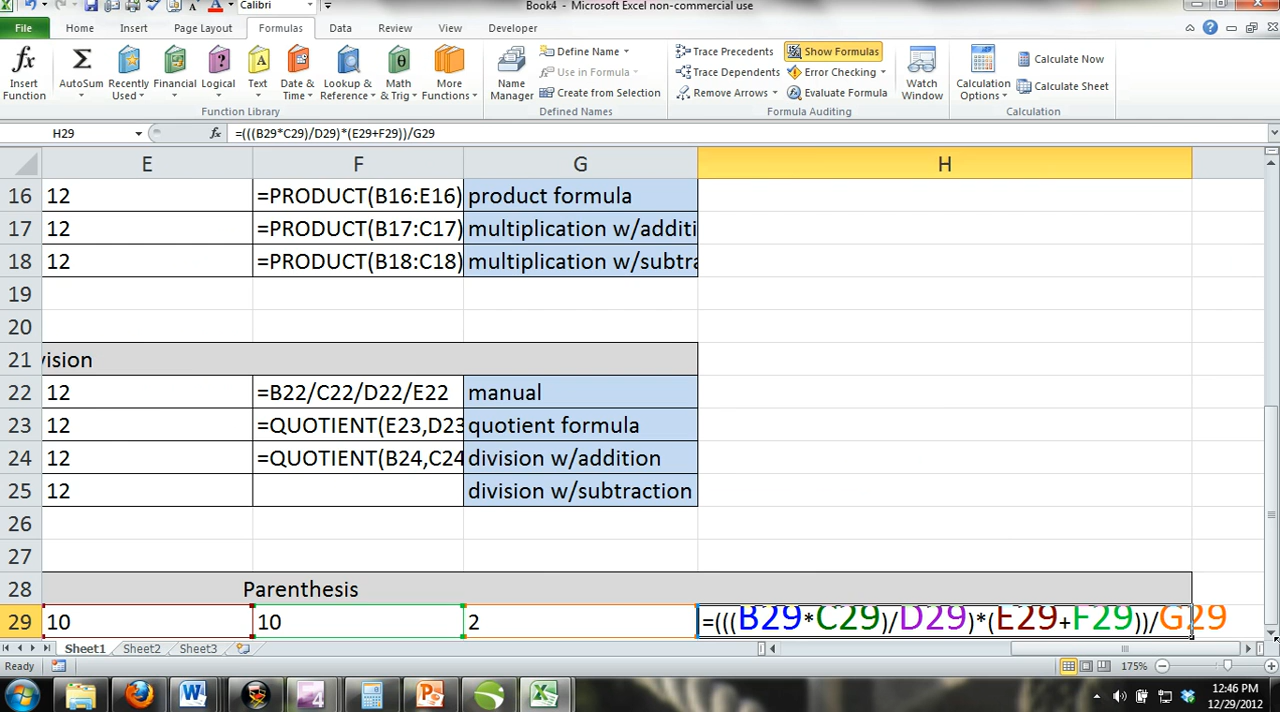 Calibri
Book4 - Microsoft Excel non-commercial use
File Home Insert Page Layout Formulas Data Review View Developer
Insert Function
AutoSum
Recently Used
Financial
Logical
Text
Date & Time
Lookup & Reference
Math & Trig
More Functions
Function Library
Name Manager
Define Name
Use in Formula
Create from Selection
Defined Names
Trace Precedents
Trace Dependents
Remove Arrows
Show Formulas
Error Checking
Evaluate Formula
Formula Auditing
Watch Window
Calculation Options
Calculate Now
Calculate Sheet
Calculation
H29 fx =(((B29*C29)/D29)*(E29+F29))/G29
E F G H
16 12 =PRODUCT(B16:E16) product formula
17 12 =PRODUCT(B17:C17) multiplication w/additi
18 12 =PRODUCT(B18:C18) multiplication w/subtra
19
20
21 vision
22 12 =B22/C22/D22/E22 manual
23 12 =QUOTIENT(E23,D23 quotient formula
24 12 =QUOTIENT(B24,C24 division w/addition
25 12 division w/subtraction
26
27
28 Parenthesis
29 10 10 2 =(((B29*C29)/D29)*(E29+F29))/G29
Sheet1 Sheet2 Sheet3
Ready 175%
12:46 PM
12/29/2012